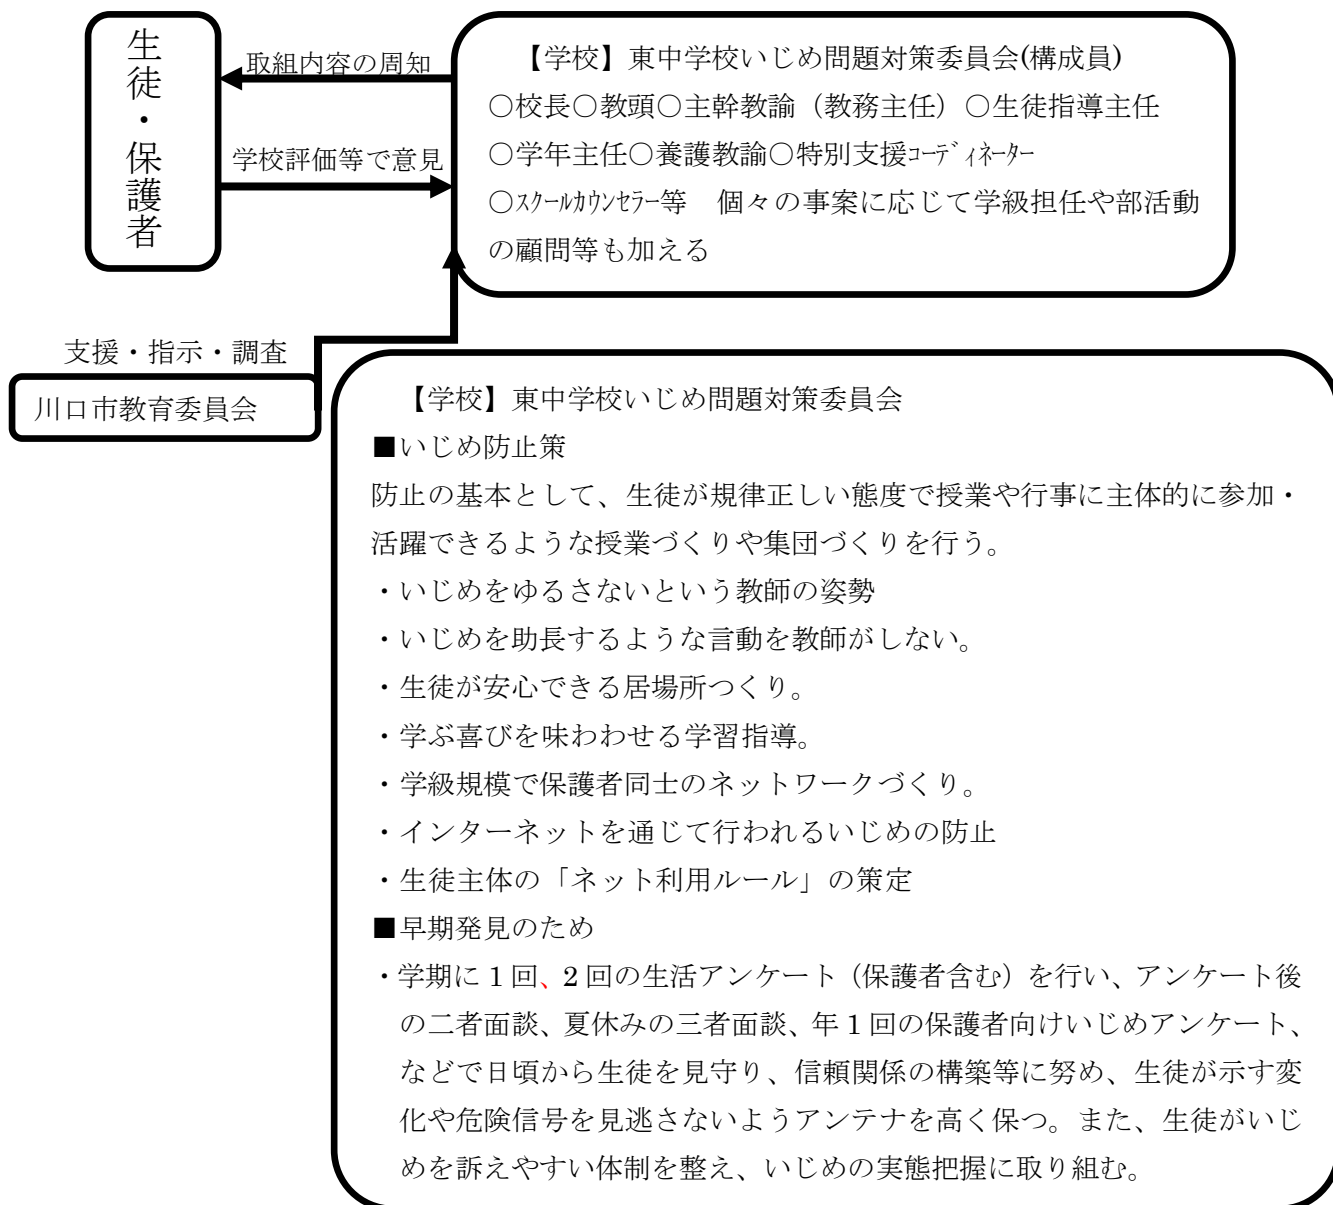 生徒・保護者
取組内容の周知
学校評価等で意見
【学校】東中学校いじめ問題対策委員会(構成員)
○校長○教頭○主幹教諭（教務主任）○生徒指導主任
○学年主任○養護教諭○特別支援ｺｰﾃﾞｨﾈｰﾀｰ
○ｽｸｰﾙｶｳﾝｾﾗｰ等　個々の事案に応じて学級担任や部活動
の顧問等も加える
支援・指示・調査
川口市教育委員会
【学校】東中学校いじめ問題対策委員会
■いじめ防止策
防止の基本として、生徒が規律正しい態度で授業や行事に主体的に参加・
活躍できるような授業づくりや集団づくりを行う。
・いじめをゆるさないという教師の姿勢
・いじめを助長するような言動を教師がしない。
・生徒が安心できる居場所つくり。
・学ぶ喜びを味わわせる学習指導。
・学級規模で保護者同士のネットワークづくり。
・インターネットを通じて行われるいじめの防止
・生徒主体の「ネット利用ルール」の策定
■早期発見のため
・学期に 1 回、2 回の生活アンケート（保護者含む）を行い、アンケート後
の二者面談、夏休みの三者面談、年 1 回の保護者向けいじめアンケート、
などで日頃から生徒を見守り、信頼関係の構築等に努め、生徒が示す変
化や危険信号を見逃さないようアンテナを高く保つ。また、生徒がいじ
めを訴えやすい体制を整え、いじめの実態把握に取り組む。